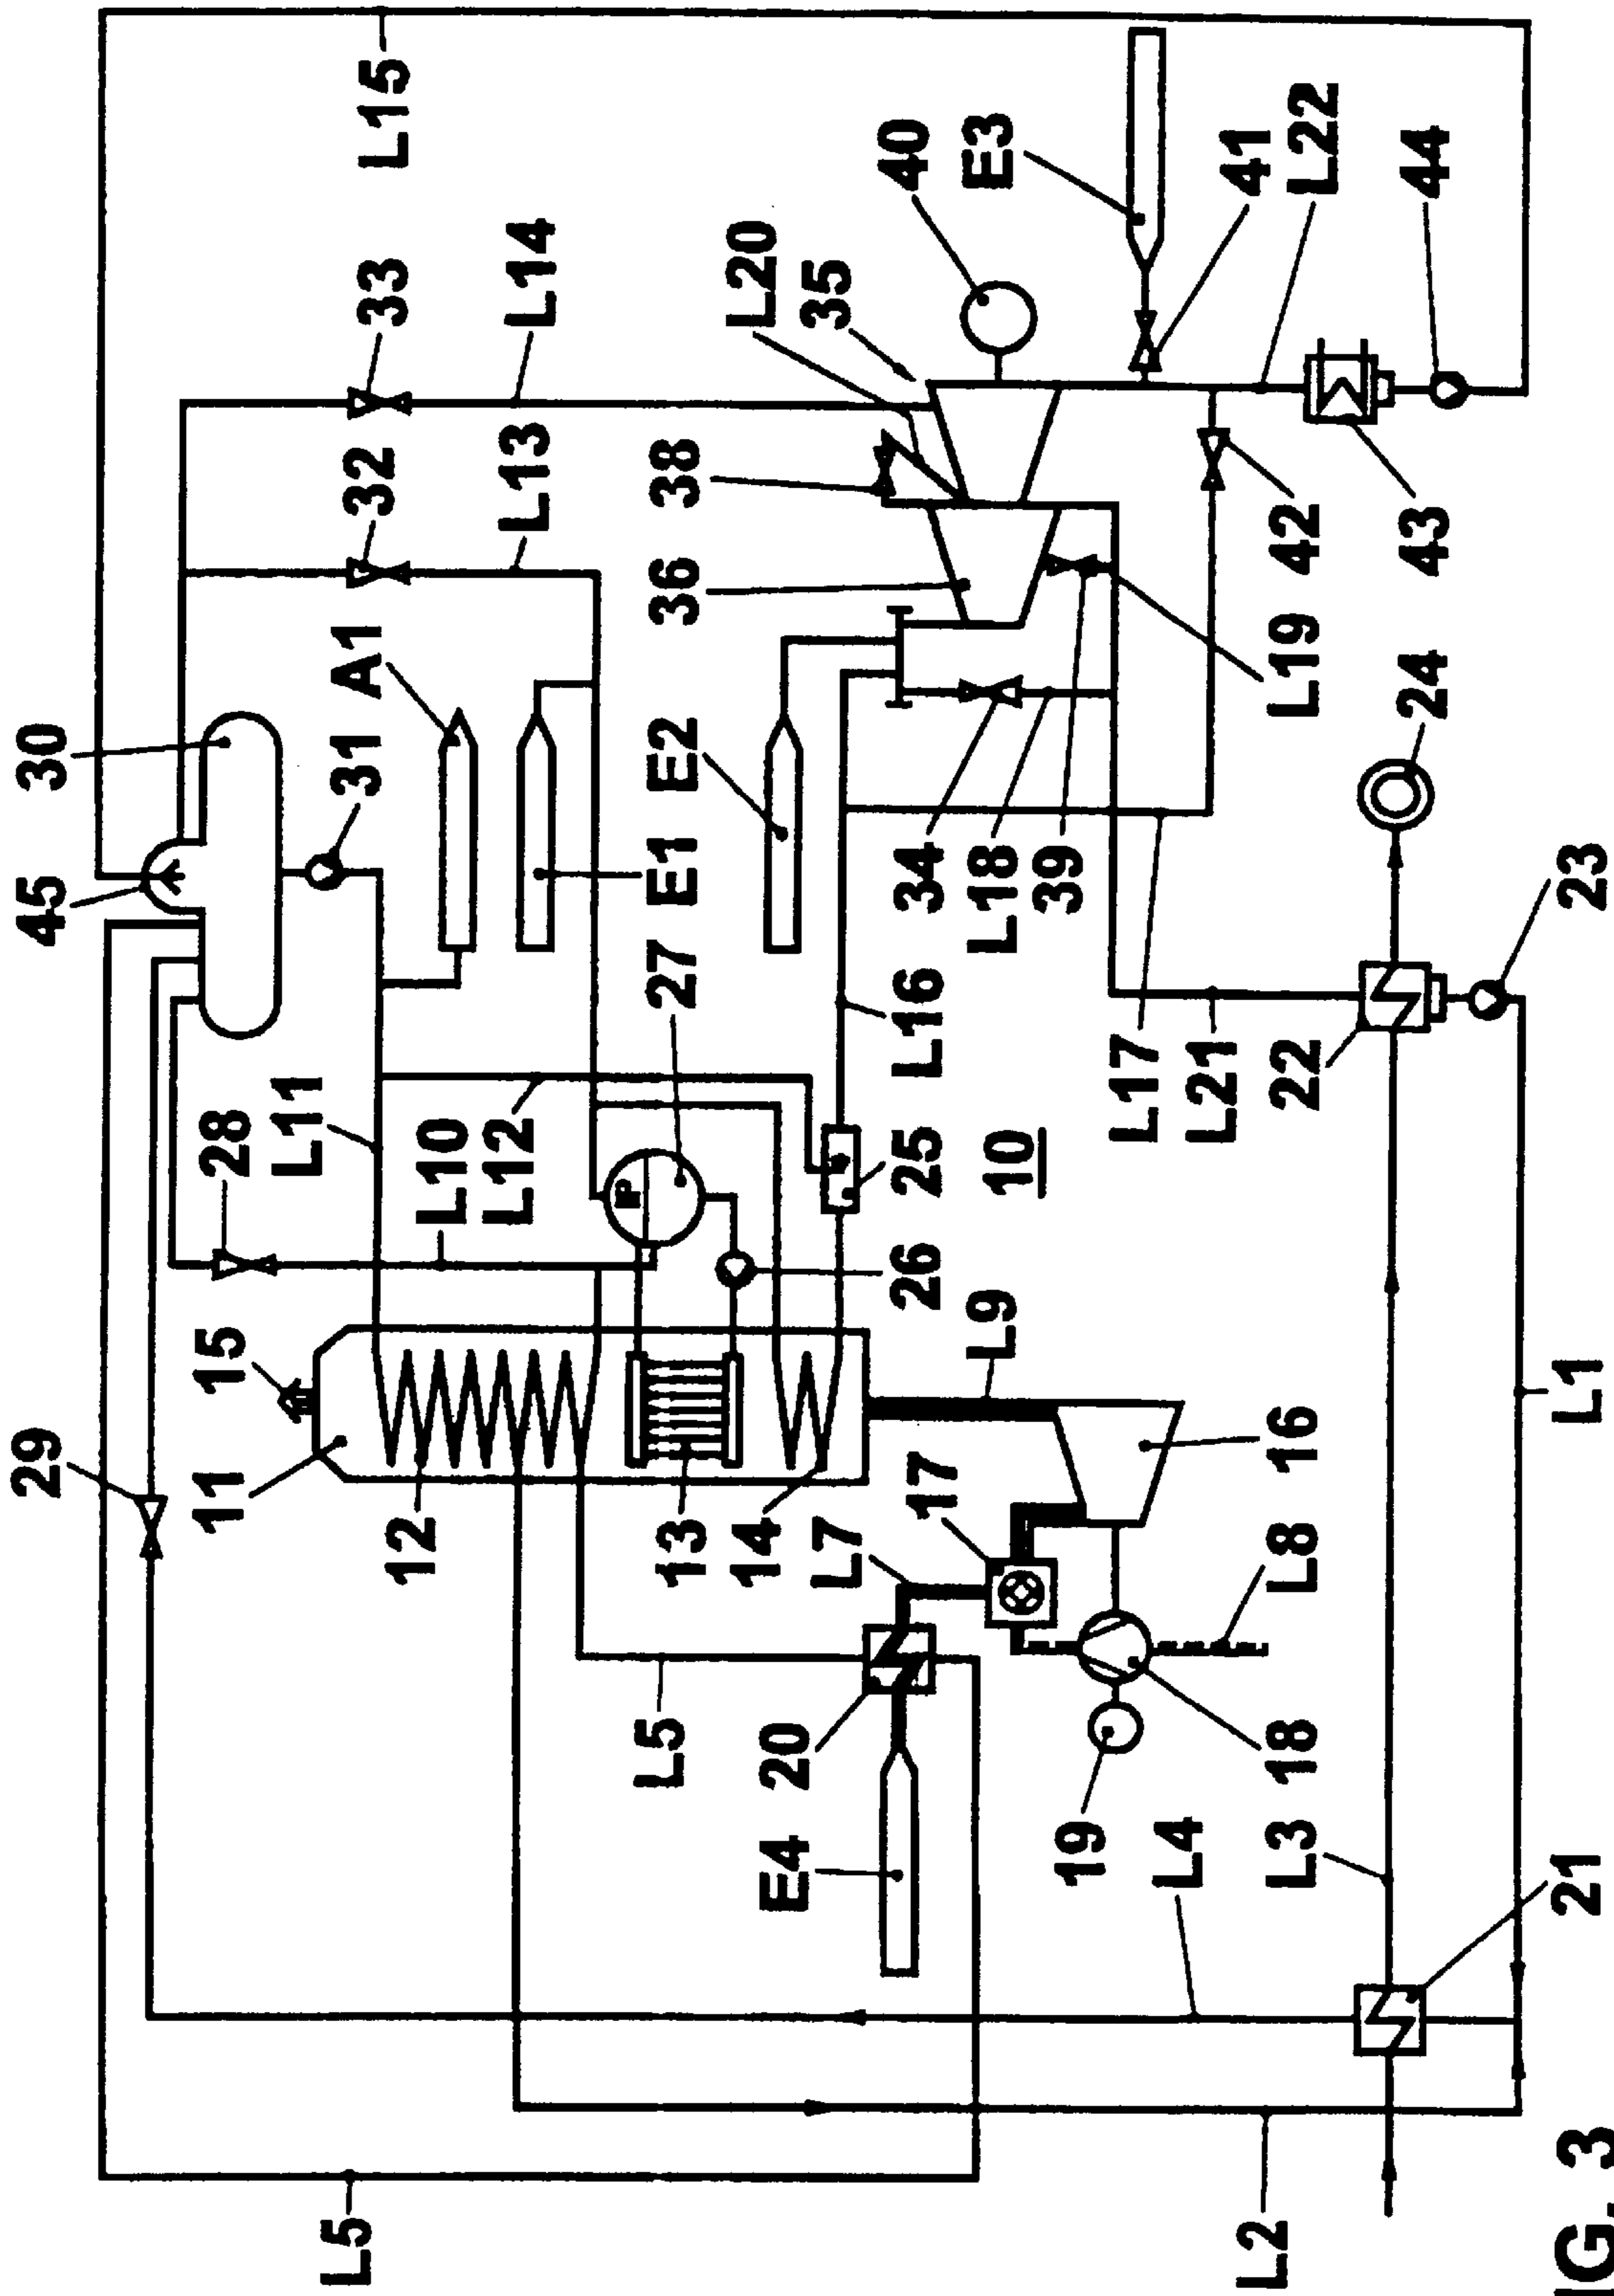 29 45 30
11 15 28
L11
L5 31 A1 32 33 L15
12 L10
L12 L13 L14
L5 13 27 E1 E2 36 38
14 L20
E4 20
L7 35
17 26 25 L16 34 40
L9 10 L18 E3
39
19
L17
L4
L21
41
L2 L3 18 L8 16 22 L19 42 L22
24 43 44
IG. 3 21 L1 23
P